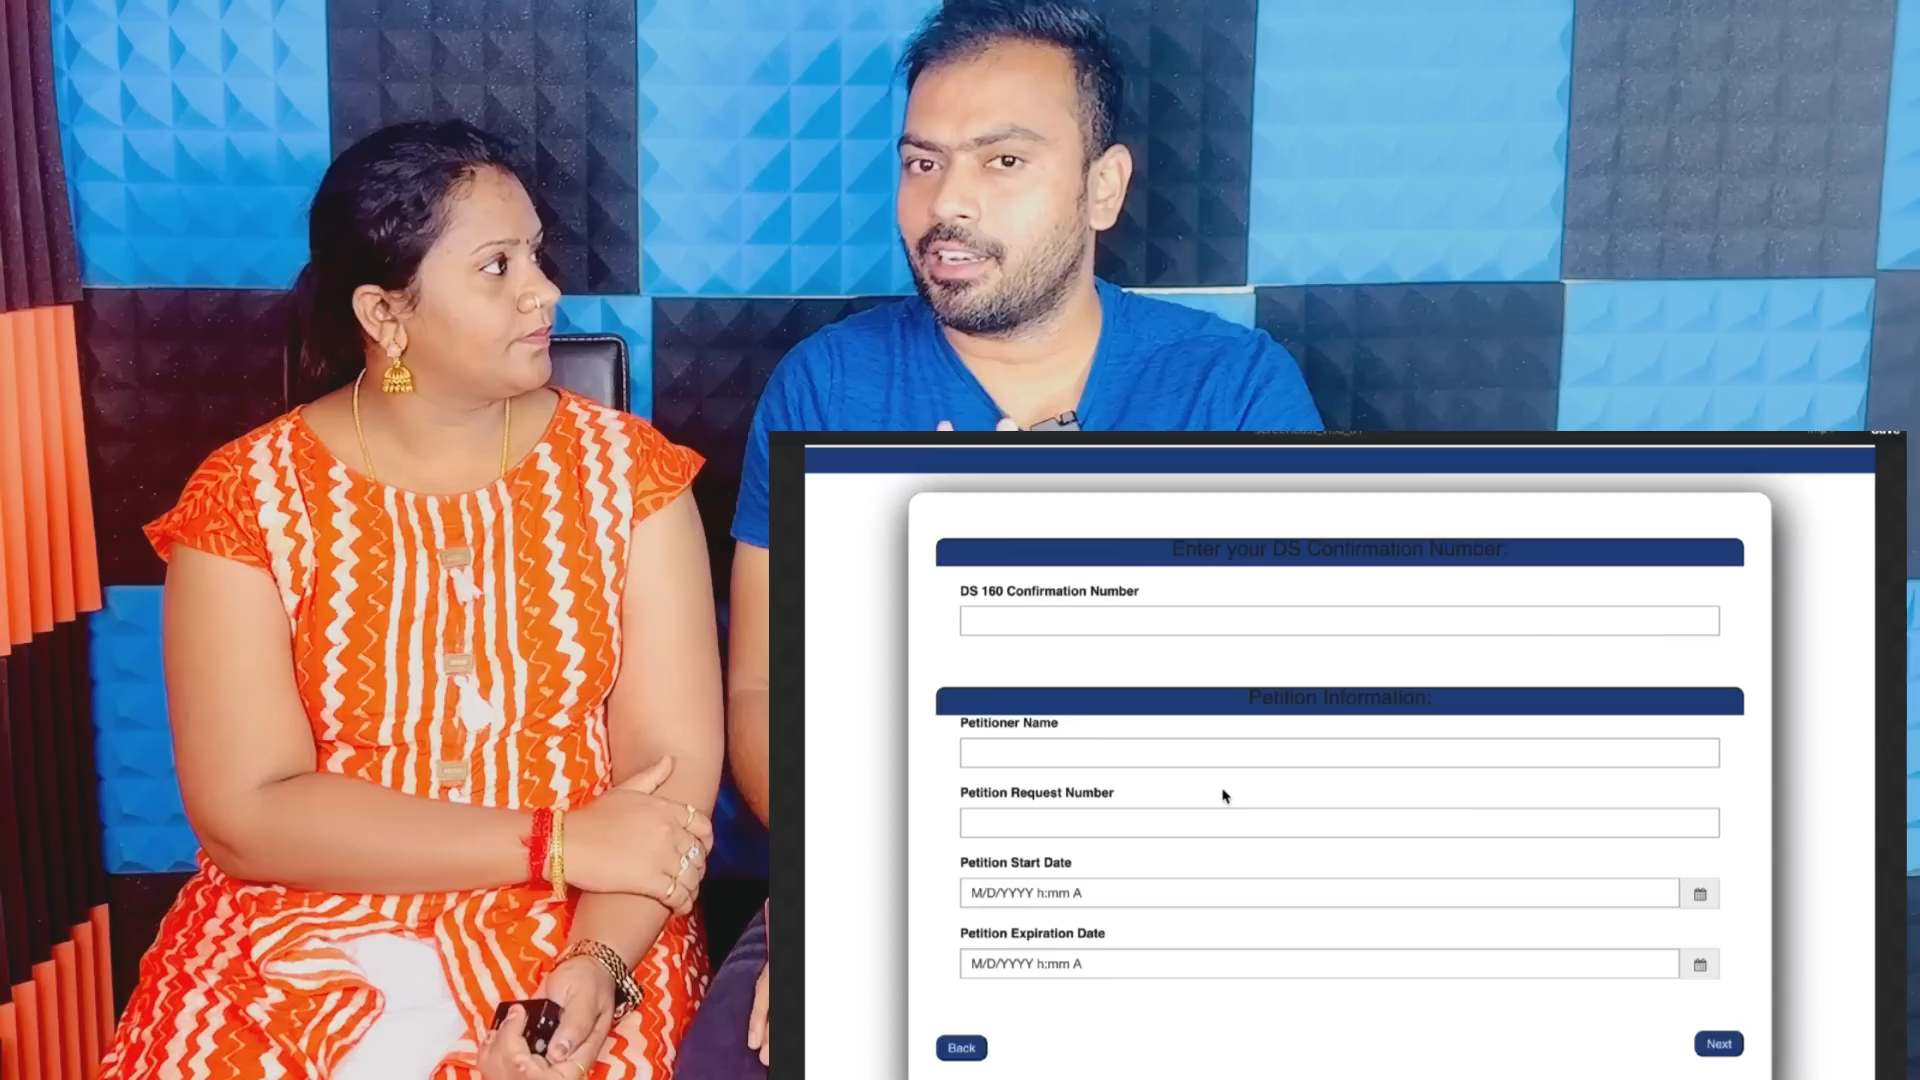 Enter your DS Confirmation Number:
DS 160 Confirmation Number
Petition Information:
Petitioner Name
Petition Request Number
Petition Start Date
M/D/YYYY h:mm A
Petition Expiration Date
M/D/YYYY h:mm A
Back
Next